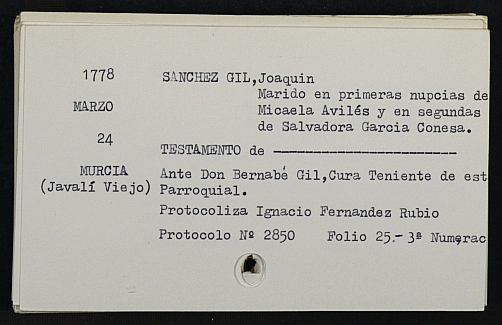 1778 SANCHEZ GIL,Joaquin
Marido en primeras nupcias de
MARZO Micaela Avilés y en segundas
de Salvadora Garcia Conesa.
24
TESTAMENTO de ------------------------
MURCIA Ante Don Bernabé Gil,Cura Teniente de est
(Javalí Viejo) Parroquial.
Protocoliza Ignacio Fernandez Rubio
Protocolo Nº 2850 Folio 25.- 3ª Numerac